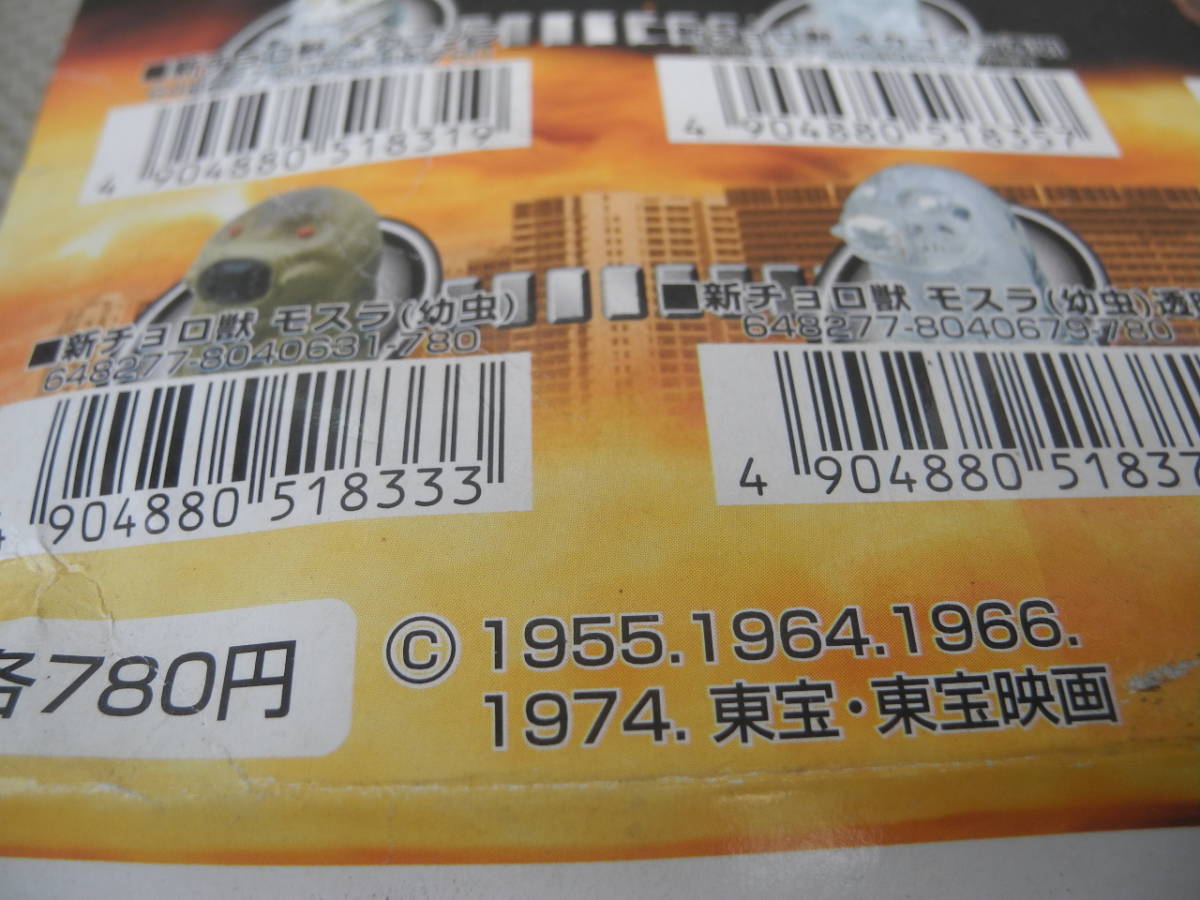 4 904880 518319
4 904880 518357
■新チョロ獣 モスラ(幼虫)
648277-8040631-780
■新チョロ獣 モスラ(幼虫)透
648277-8040679-780
904880 518333
4 904880 51837
各780円
© 1955.1964.1966.
1974. 東宝・東宝映画